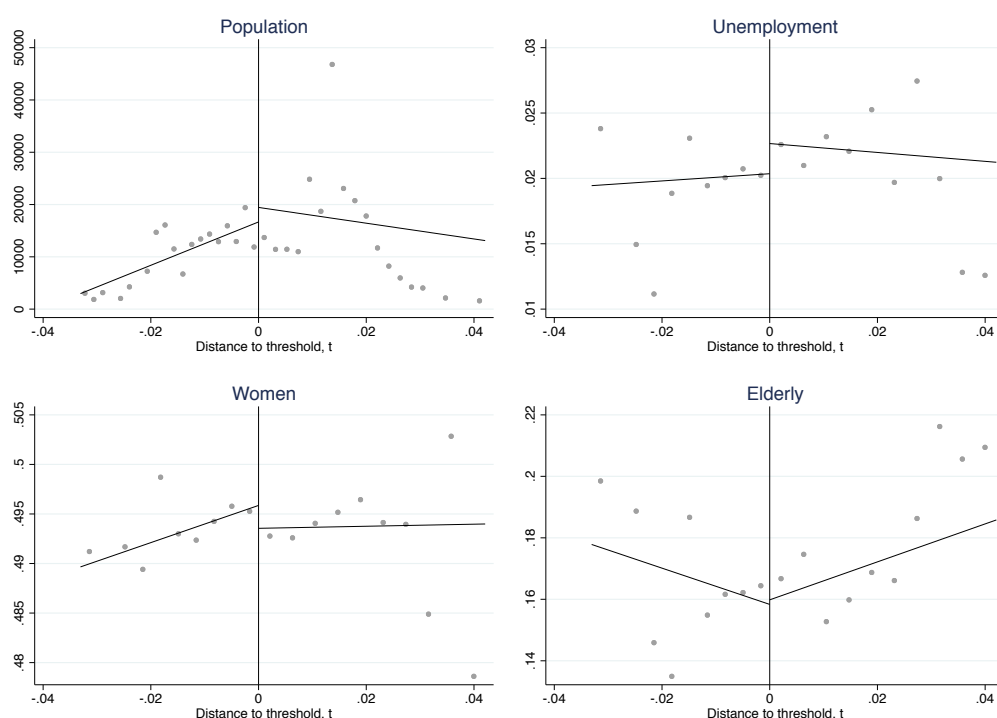 Population
50000
40000
30000
20000
10000
0
-.04 -.02 0 .02 .04
Distance to threshold, t
Unemployment
.03
.025
.02
.015
.01
-.04 -.02 0 .02 .04
Distance to threshold, t
Women
.505
.5
.495
.49
.485
.48
-.04 -.02 0 .02 .04
Distance to threshold, t
Elderly
.22
.2
.18
.16
.14
-.04 -.02 0 .02 .04
Distance to threshold, t